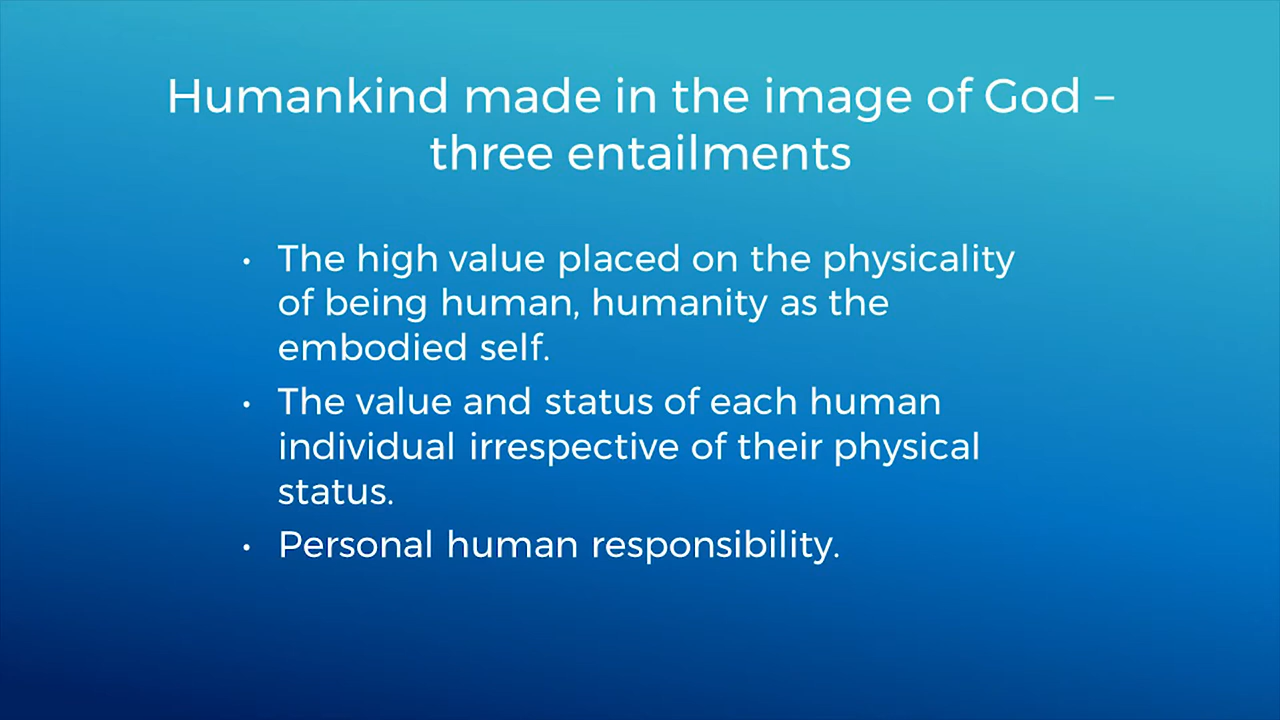 Humankind made in the image of God –
three entailments
• The high value placed on the physicality
of being human, humanity as the
embodied self.
• The value and status of each human
individual irrespective of their physical
status.
• Personal human responsibility.